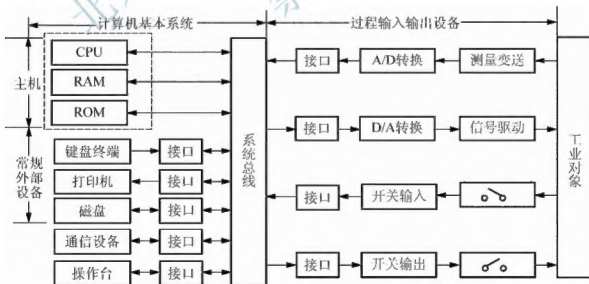 计算机基本系统
过程输入输出设备
主机
CPU
RAM
ROM
常规
外部
设备
键盘终端 接口
打印机 接口
磁盘 接口
通信设备 接口
操作台 接口
系统总线
接口 A/D转换 测量变送
接口 D/A转换 信号驱动
接口 开关输入
接口 开关输出
工业对象